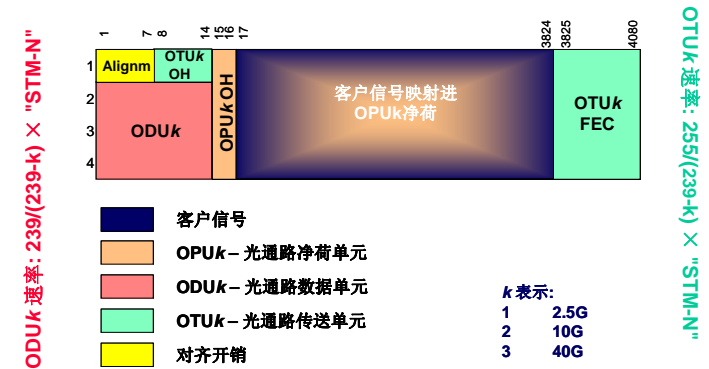 1
7
8
14
15
16
17
3824
3825
4080
1
2
3
4
Alignm
OTUk
OH
ODUk
OPUk OH
客户信号映射进
OPUk净荷
OTUk
FEC
ODUk 速率: 239/(239-k) × "STM-N"
OTUk 速率: 255/(239-k) × "STM-N"
客户信号
OPUk – 光通路净荷单元
ODUk – 光通路数据单元
OTUk – 光通路传送单元
对齐开销
k 表示:
1 2.5G
2 10G
3 40G